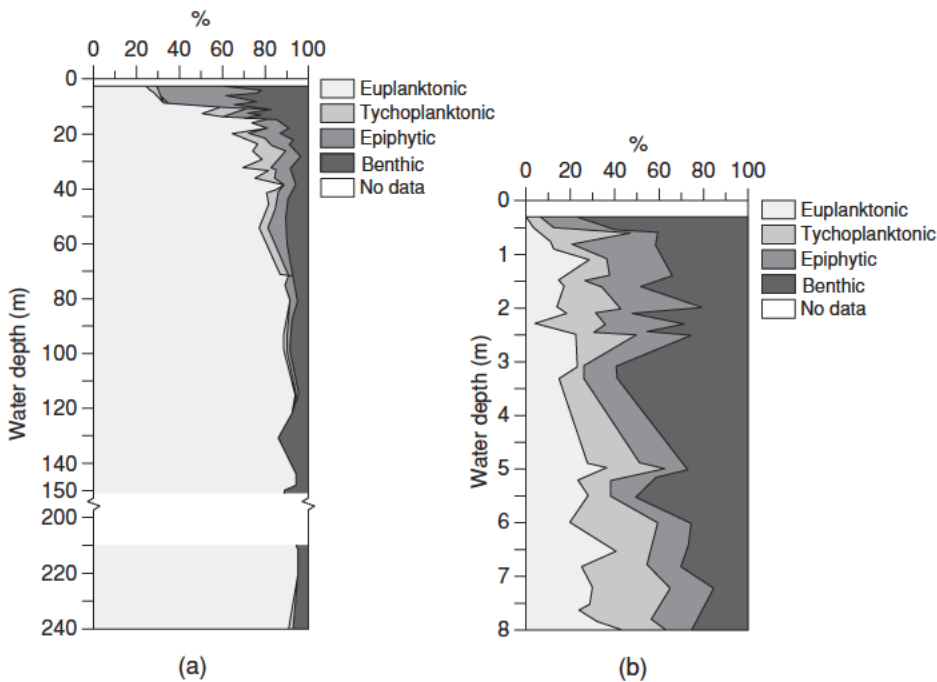 %
0 20 40 60 80 100
0
20
40
60
80
100
120
140
150
200
220
240
Water depth (m)
Euplanktonic
Tychoplanktonic
Epiphytic
Benthic
No data
(a)
%
0 20 40 60 80 100
0
1
2
3
4
5
6
7
8
Water depth (m)
Euplanktonic
Tychoplanktonic
Epiphytic
Benthic
No data
(b)